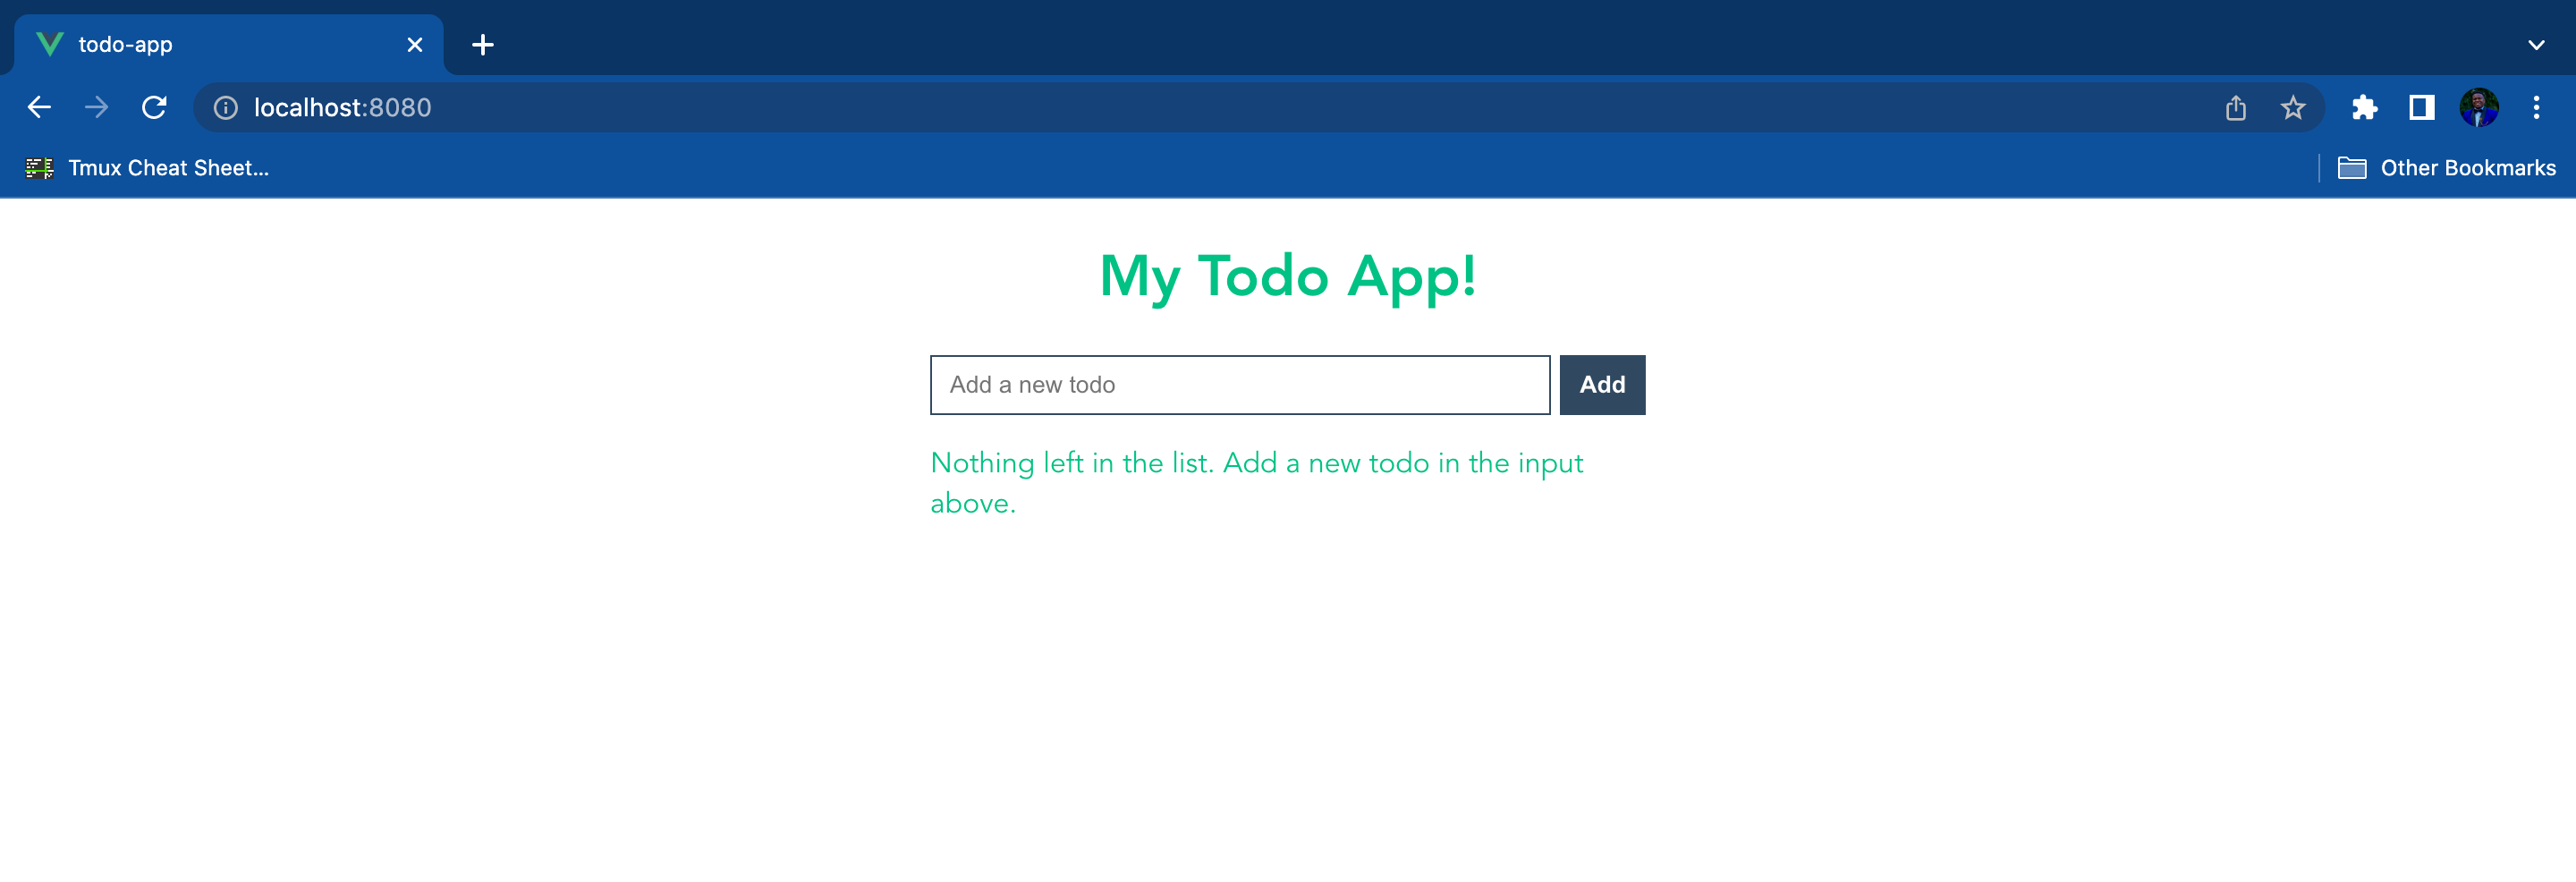 todo-app
localhost:8080
Tmux Cheat Sheet...
Other Bookmarks
My Todo App!
Add a new todo
Add
Nothing left in the list. Add a new todo in the input
above.